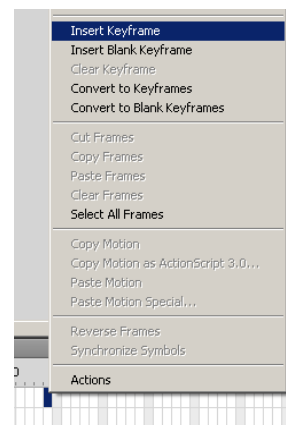 Insert Keyframe
Insert Blank Keyframe
Clear Keyframe
Convert to Keyframes
Convert to Blank Keyframes
Cut Frames
Copy Frames
Paste Frames
Clear Frames
Select All Frames
Copy Motion
Copy Motion as ActionScript 3.0...
Paste Motion
Paste Motion Special...
Reverse Frames
Synchronize Symbols
Actions